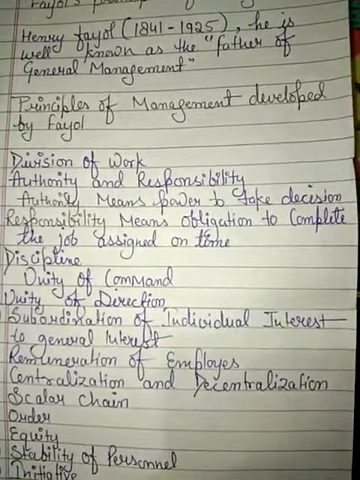 Fayol's
Henry fayol (1841-1925), he is
well known as the "father of
General Management"
Principles of Management developed
by Fayol
Division of Work
Authority and Responsibility
Authority Means power to take decision
Responsibility Means obligation to Complete
the job assigned on time
Discipline
Unity of Command
Unity of Direction
Subordination of Individual Interest
to general Interest
Remuneration of Employes
Centralization and Decentralization
Scalar Chain
Order
Equity
Stability of Personnel
Initiative